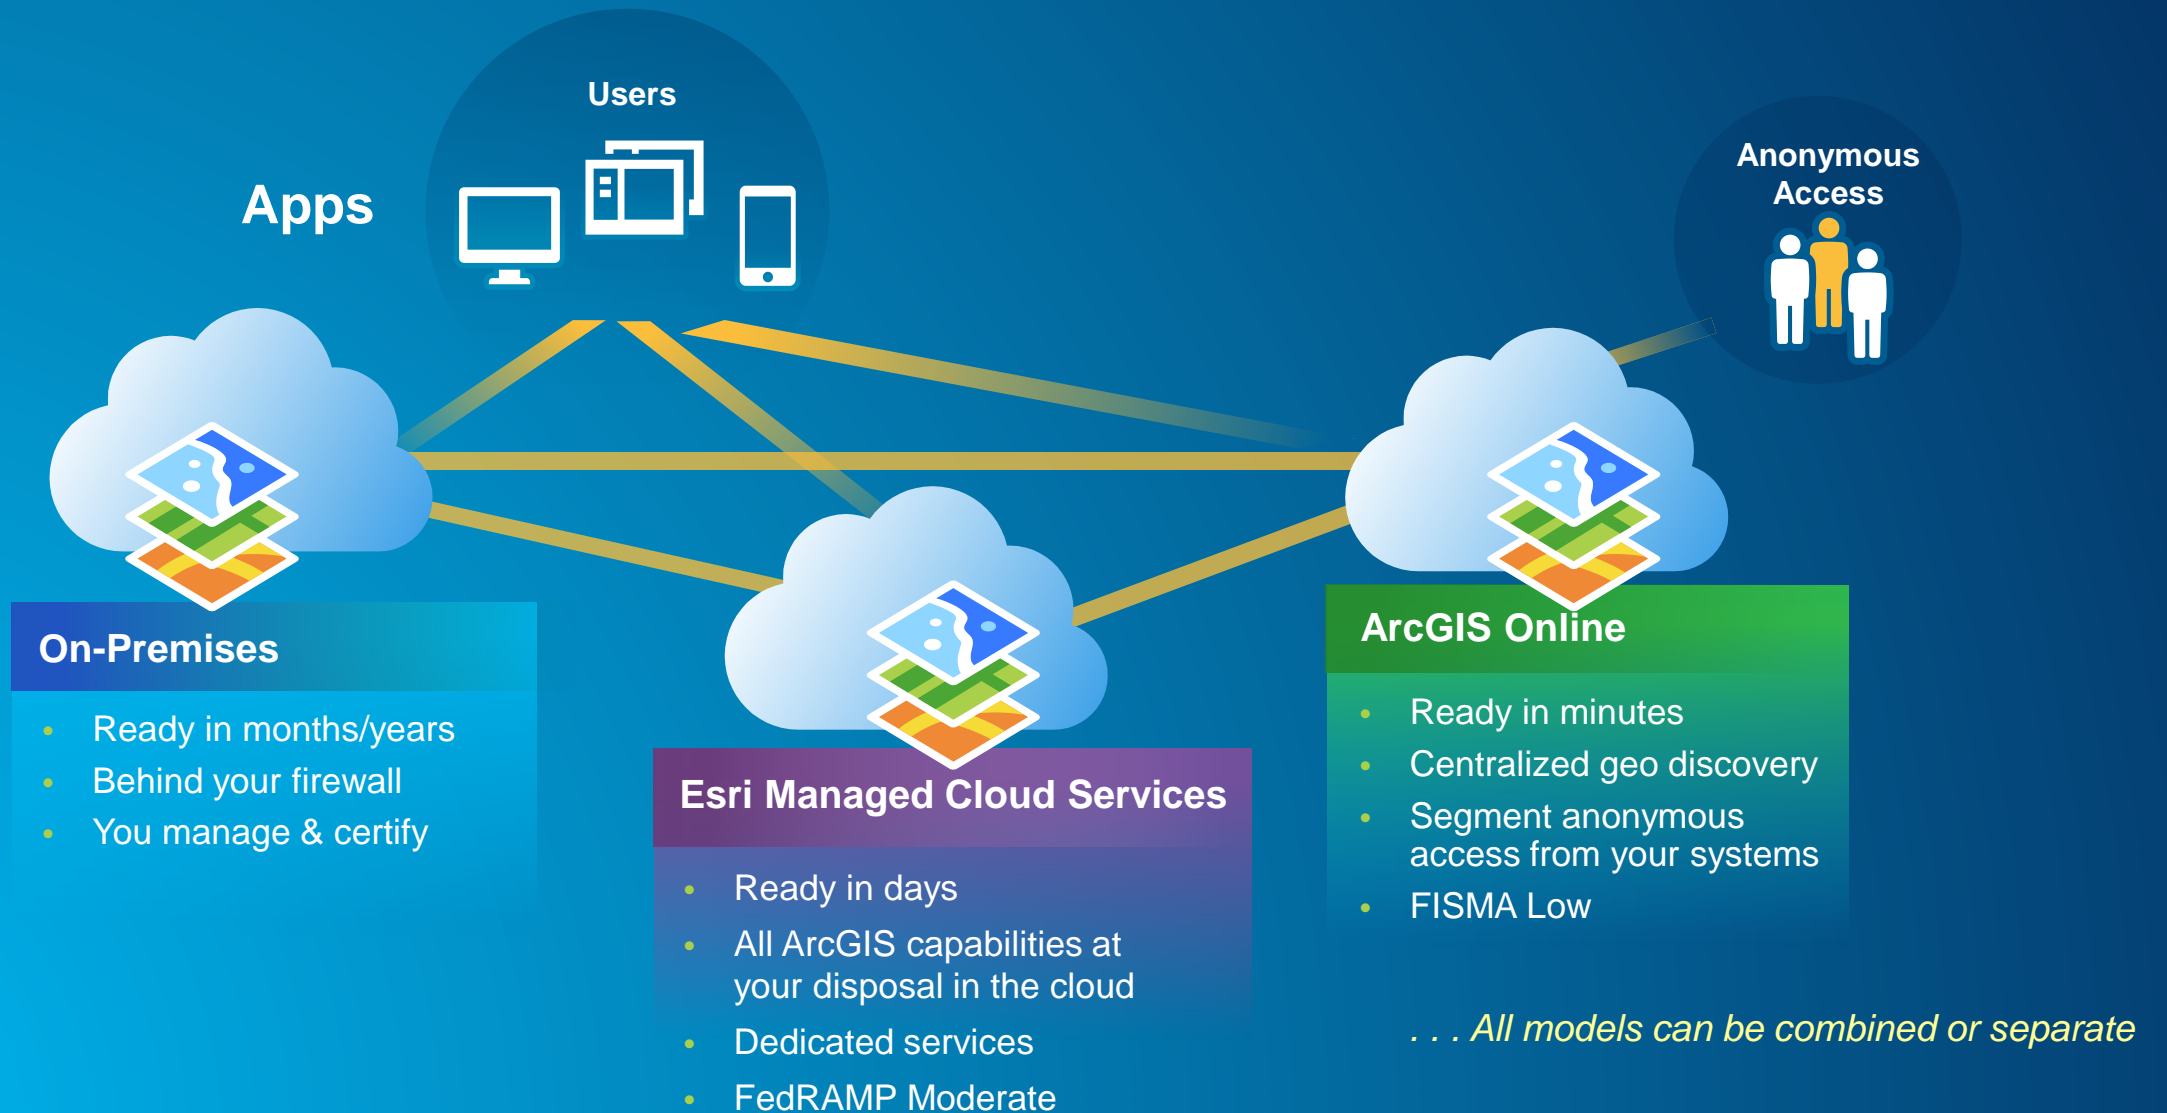 Users
Apps
Anonymous
Access
On-Premises
• Ready in months/years
• Behind your firewall
• You manage & certify
Esri Managed Cloud Services
• Ready in days
• All ArcGIS capabilities at
your disposal in the cloud
• Dedicated services
• FedRAMP Moderate
ArcGIS Online
• Ready in minutes
• Centralized geo discovery
• Segment anonymous
access from your systems
• FISMA Low
. . . All models can be combined or separate